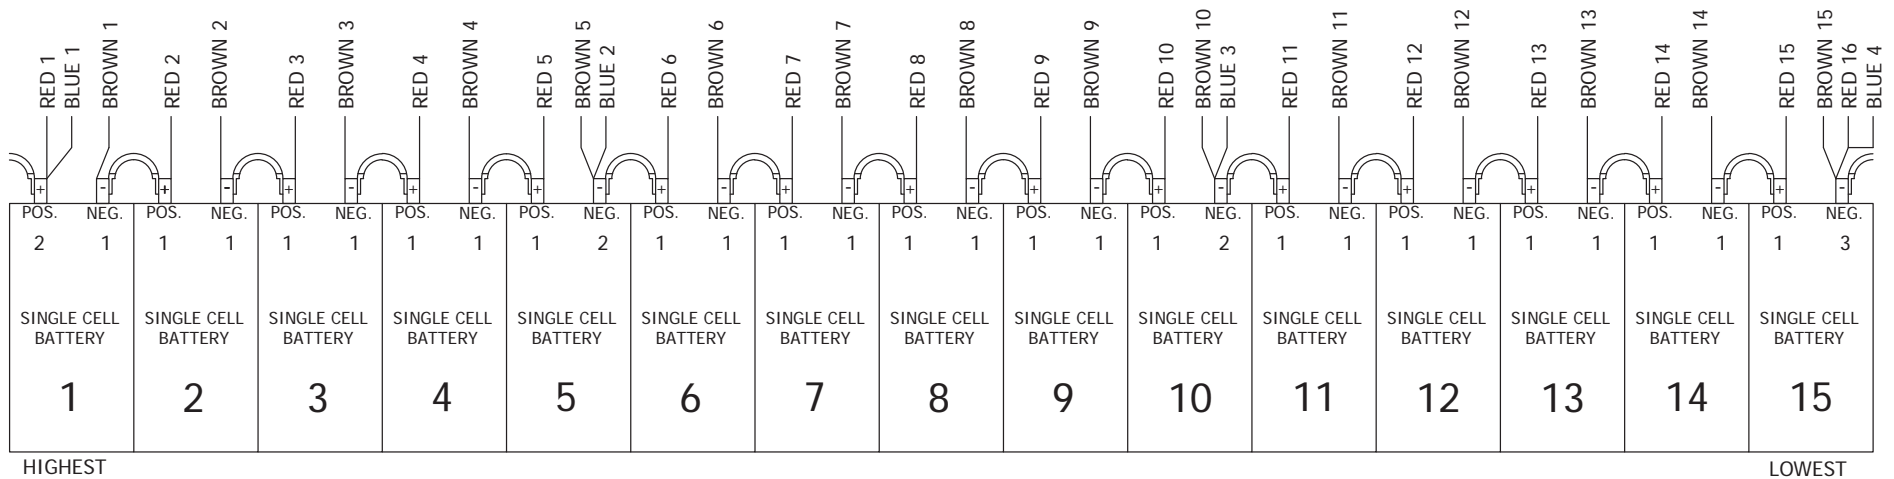 RED 1
BLUE 1
BROWN 1
RED 2
BROWN 2
RED 3
BROWN 3
RED 4
BROWN 4
RED 5
BROWN 5
BLUE 2
RED 6
BROWN 6
RED 7
BROWN 7
RED 8
BROWN 8
RED 9
BROWN 9
RED 10
BROWN 10
BLUE 3
RED 11
BROWN 11
RED 12
BROWN 12
RED 13
BROWN 13
RED 14
BROWN 14
RED 15
BROWN 15
RED 16
BLUE 4
+ - + - + - + - + - + - + - + - + - + - + - + - + - + - + -
POS. NEG. POS. NEG. POS. NEG. POS. NEG. POS. NEG. POS. NEG. POS. NEG. POS. NEG. POS. NEG. POS. NEG. POS. NEG. POS. NEG. POS. NEG. POS. NEG. POS. NEG.
2 1 1 1 1 1 1 1 1 2 1 1 1 1 1 1 1 1 1 2 1 1 1 1 1 1 1 1 1 3
SINGLE CELL SINGLE CELL SINGLE CELL SINGLE CELL SINGLE CELL SINGLE CELL SINGLE CELL SINGLE CELL SINGLE CELL SINGLE CELL SINGLE CELL SINGLE CELL SINGLE CELL SINGLE CELL SINGLE CELL
BATTERY BATTERY BATTERY BATTERY BATTERY BATTERY BATTERY BATTERY BATTERY BATTERY BATTERY BATTERY BATTERY BATTERY BATTERY
1 2 3 4 5 6 7 8 9 10 11 12 13 14 15
HIGHEST LOWEST